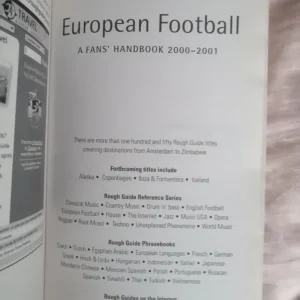 TRAVEL
European Football
A FANS' HANDBOOK 2000–2001
There are more than one hundred and fifty Rough Guide titles
covering destinations from Amsterdam to Zimbabwe
Forthcoming titles include
Alaska • Copenhagen • Ibiza & Formentera • Iceland
Rough Guide Reference Series
Classical Music • Country Music • Drum 'n' bass • English Football
European Football • House • The Internet • Jazz • Music USA • Opera
Reggae • Rock Music • Techno • Unexplained Phenomena • World Music
Rough Guide Phrasebooks
Czech • Dutch • Egyptian Arabic • European Languages • French • German
Greek • Hindi & Urdu • Hungarian • Indonesian • Italian • Japanese
Mandarin Chinese • Mexican Spanish • Polish • Portuguese • Russian
Spanish • Swahili • Thai • Turkish • Vietnamese
Rough Guides on the Internet